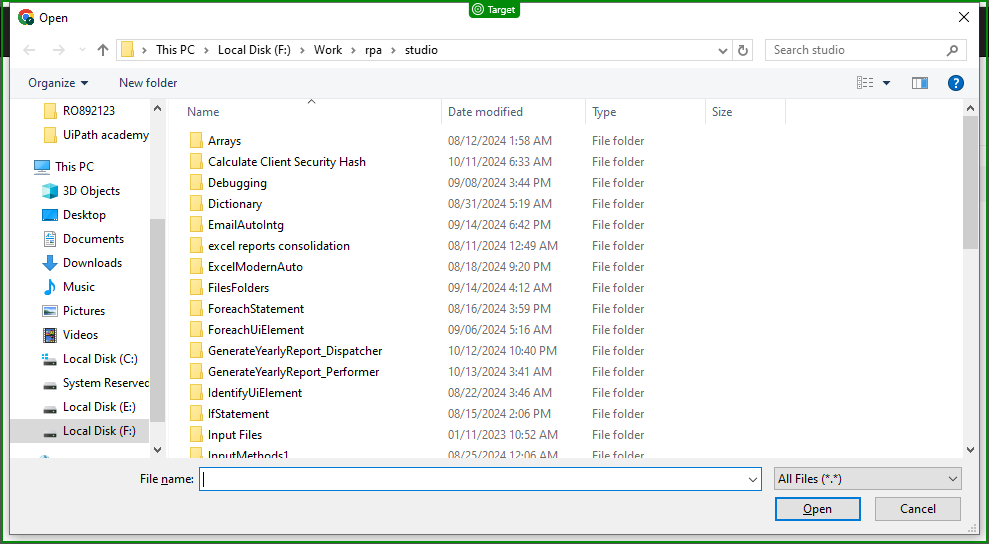 Target
Open
This PC > Local Disk (F:) > Work > rpa > studio
Search studio
Organize
New folder
RO892123
UiPath academy
This PC
3D Objects
Desktop
Documents
Downloads
Music
Pictures
Videos
Local Disk (C:)
System Reserved
Local Disk (E:)
Local Disk (F:)
Name Date modified Type Size
Arrays 08/12/2024 1:58 AM File folder
Calculate Client Security Hash 10/11/2024 6:33 AM File folder
Debugging 09/08/2024 3:44 PM File folder
Dictionary 08/31/2024 5:19 AM File folder
EmailAutoIntg 09/14/2024 6:42 PM File folder
excel reports consolidation 08/11/2024 12:49 AM File folder
ExcelModernAuto 08/18/2024 9:20 PM File folder
FilesFolders 09/14/2024 4:12 AM File folder
ForeachStatement 08/16/2024 3:59 PM File folder
ForeachUiElement 09/06/2024 5:16 AM File folder
GenerateYearlyReport_Dispatcher 10/12/2024 10:40 PM File folder
GenerateYearlyReport_Performer 10/13/2024 3:41 AM File folder
IdentifyUiElement 08/22/2024 3:46 AM File folder
IfStatement 08/15/2024 2:06 PM File folder
Input Files 01/11/2023 10:52 AM File folder
InputMethods1 08/25/2024 12:06 AM File folder
File name:
All Files (*.*)
Open
Cancel